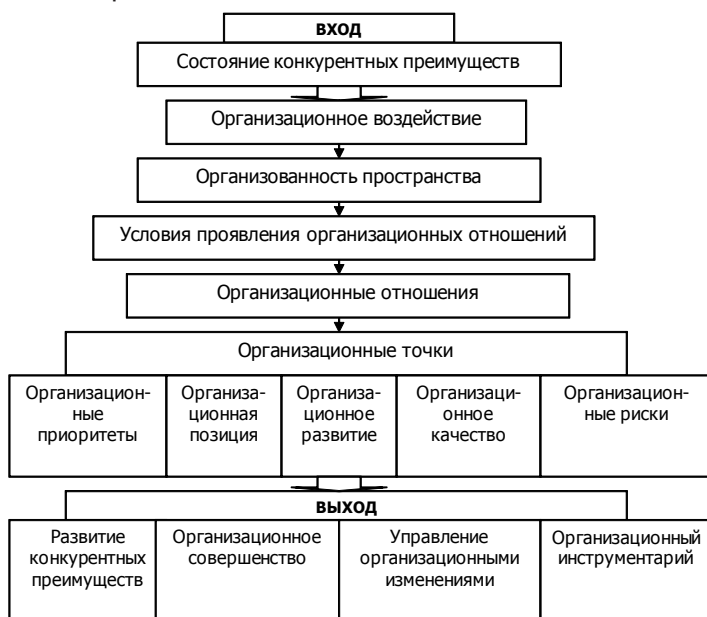 ВХОД
Состояние конкурентных преимуществ
Организационное воздействие
Организованность пространства
Условия проявления организационных отношений
Организационные отношения
Организационные точки
Организацион-
ные
приоритеты
Организа-
ционная
позиция
Организа-
ционное
развитие
Организаци-
онное
качество
Организацион-
ные риски
ВЫХОД
Развитие
конкурентных
преимуществ
Организационное
совершенство
Управление
организационными
изменениями
Организационный
инструментарий